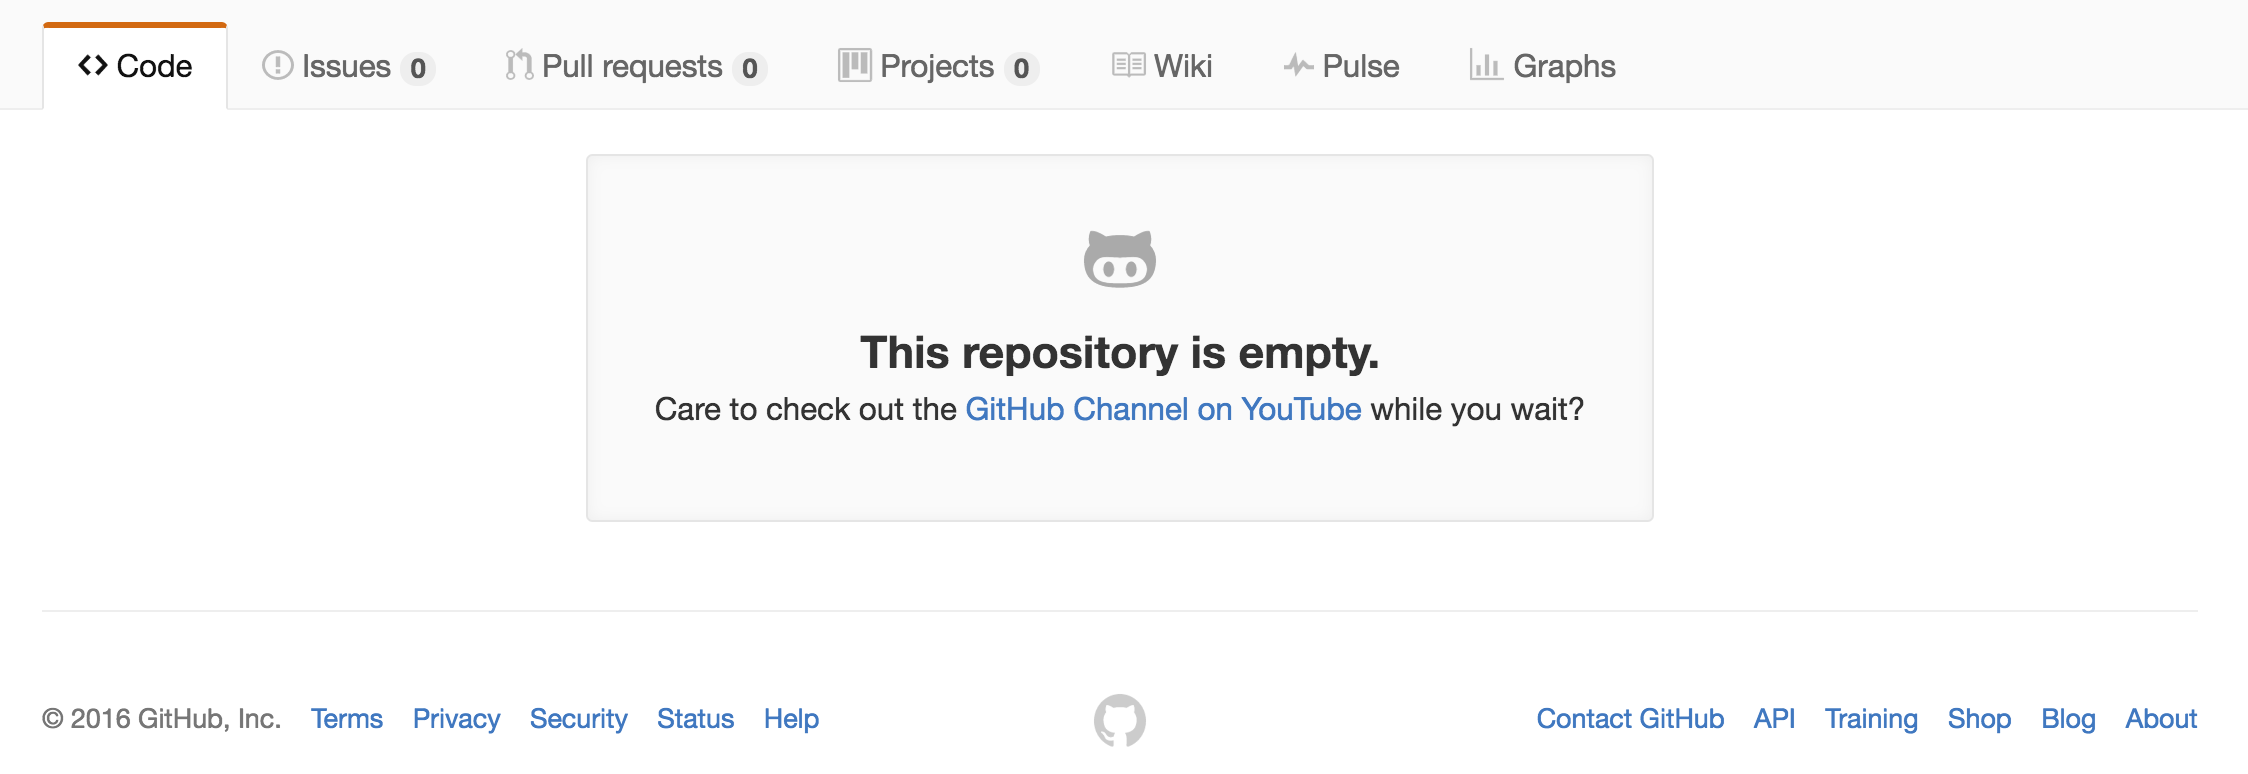 Code Issues 0 Pull requests 0 Projects 0 Wiki Pulse Graphs
This repository is empty.
Care to check out the GitHub Channel on YouTube while you wait?
© 2016 GitHub, Inc. Terms Privacy Security Status Help Contact GitHub API Training Shop Blog About